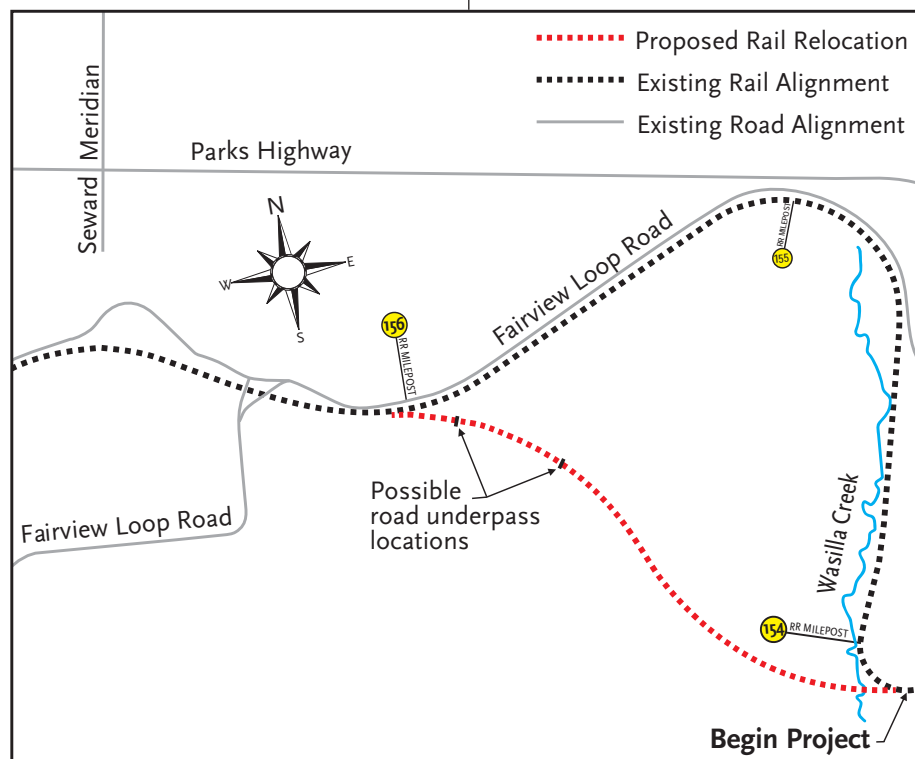 Proposed Rail Relocation
Existing Rail Alignment
Existing Road Alignment
Seward Meridian
Parks Highway
N
E
W
S
Fairview Loop Road
RR MILEPOST
155
156
RR MILEPOST
Possible
road underpass
locations
Fairview Loop Road
Wasilla Creek
154
RR MILEPOST
Begin Project